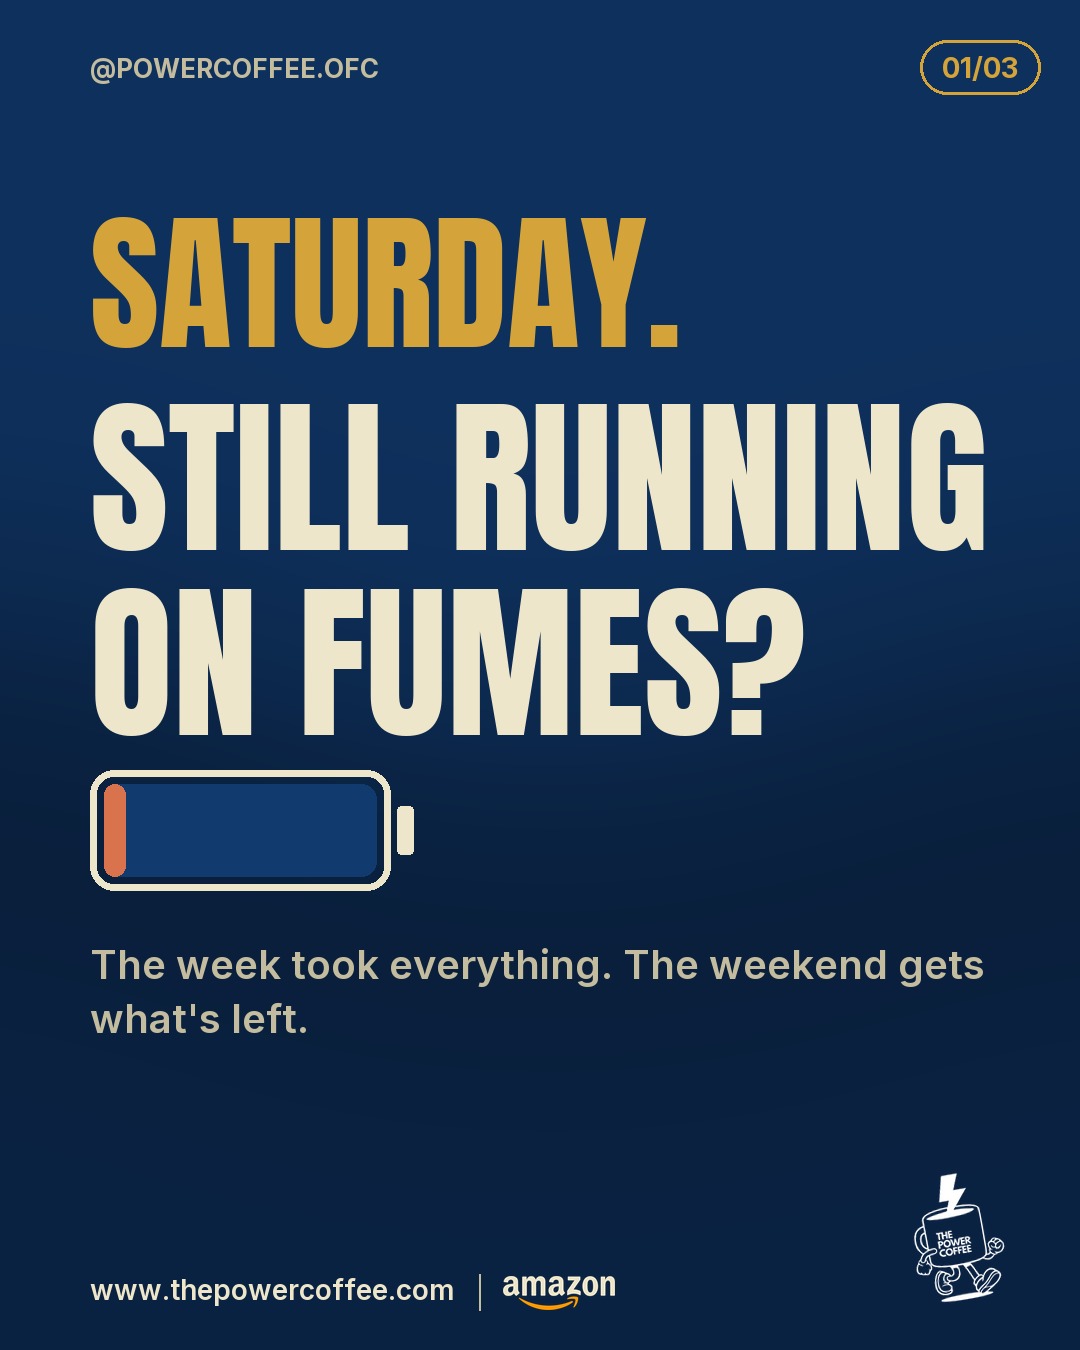 @POWERCOFFEE.OFC
01/03
SATURDAY.
STILL RUNNING
ON FUMES?
The week took everything. The weekend gets
what's left.
THE
POWER
COFFEE
www.thepowercoffee.com
amazon